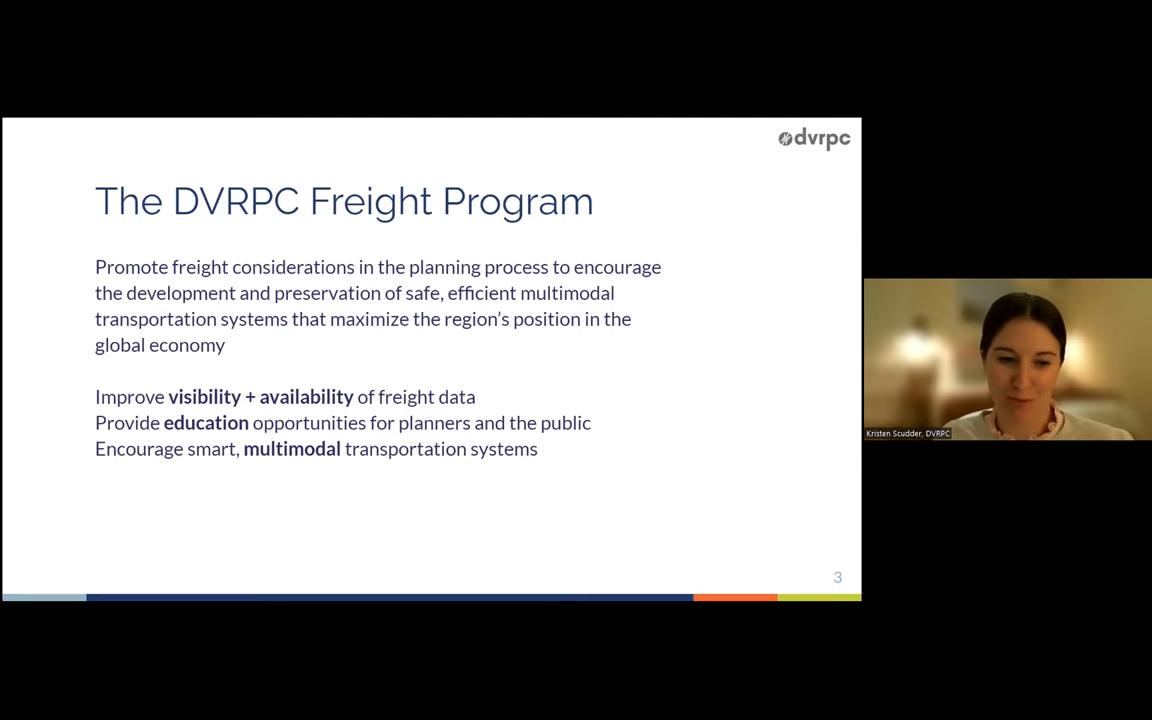 dvrpc
The DVRPC Freight Program
Promote freight considerations in the planning process to encourage
the development and preservation of safe, efficient multimodal
transportation systems that maximize the region’s position in the
global economy
Improve visibility + availability of freight data
Provide education opportunities for planners and the public
Encourage smart, multimodal transportation systems
3
Kristen Scudder, DVRPC